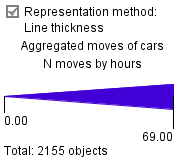 Representation method:
Line thickness
Aggregated moves of cars
N moves by hours
0.00
69.00
Total: 2155 objects